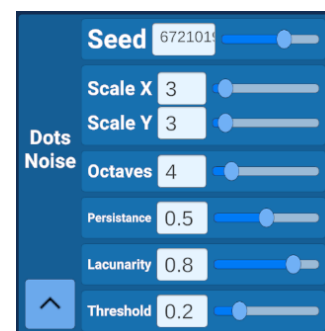 Dots
Noise
Seed
Scale X 3
Scale Y 3
Octaves 4
Persistance 0.5
Lacunarity 0.8
Threshold 0.2